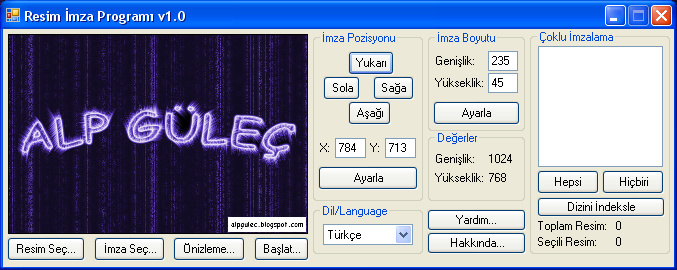 Resim İmza Programı v1.0
ALP GÜLEÇ
alpgulec.blogspot.com
Resim Seç...
İmza Seç...
Önizleme...
Başlat...
İmza Pozisyonu
Yukarı
Sola
Sağa
Aşağı
X: 784 Y: 713
Ayarla
Dil/Language
Türkçe
İmza Boyutu
Genişlik: 235
Yükseklik: 45
Ayarla
Değerler
Genişlik: 1024
Yükseklik: 768
Yardım...
Hakkında...
Çoklu İmzalama
Hepsi
Hiçbiri
Dizini İndeksle
Toplam Resim: 0
Seçili Resim: 0